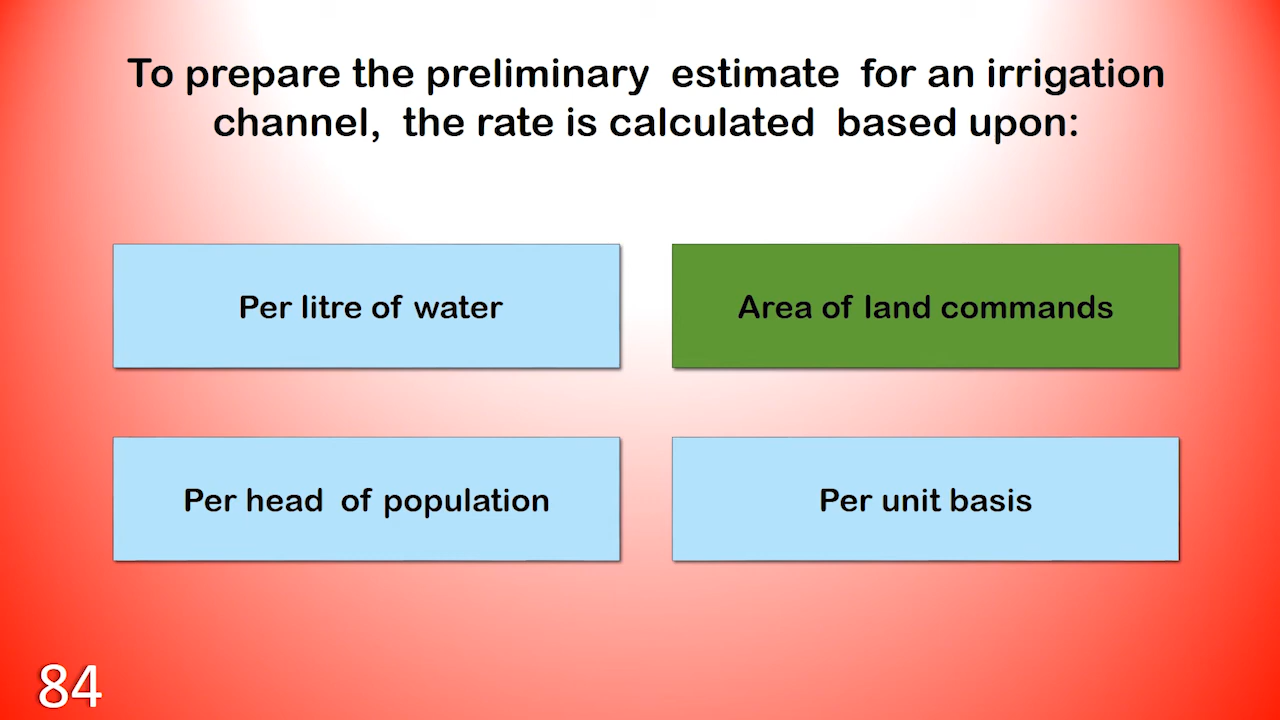 To prepare the preliminary estimate for an irrigation
channel, the rate is calculated based upon:
Per litre of water
Area of land commands
Per head of population
Per unit basis
84